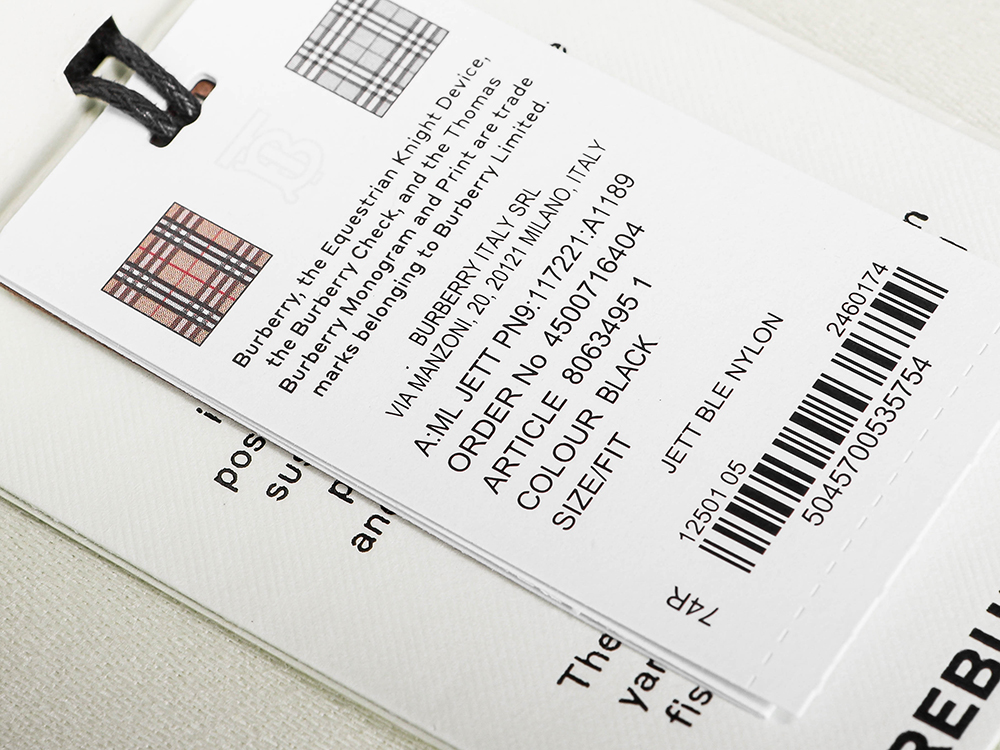 Burberry, the Equestrian Knight Device,
the Burberry Check, and the Thomas
Burberry Monogram and Print are trade
marks belonging to Burberry Limited.
BURBERRY ITALY SRL
VIA MANZONI, 20, 20121 MILANO, ITALY
A:ML JETT PN9:117221:A1189
ORDER No 4500716404
ARTICLE 8063495 1
COLOUR BLACK
SIZE/FIT
JETT BLE NYLON
12501 05 2460174
5045700535754
74R
The